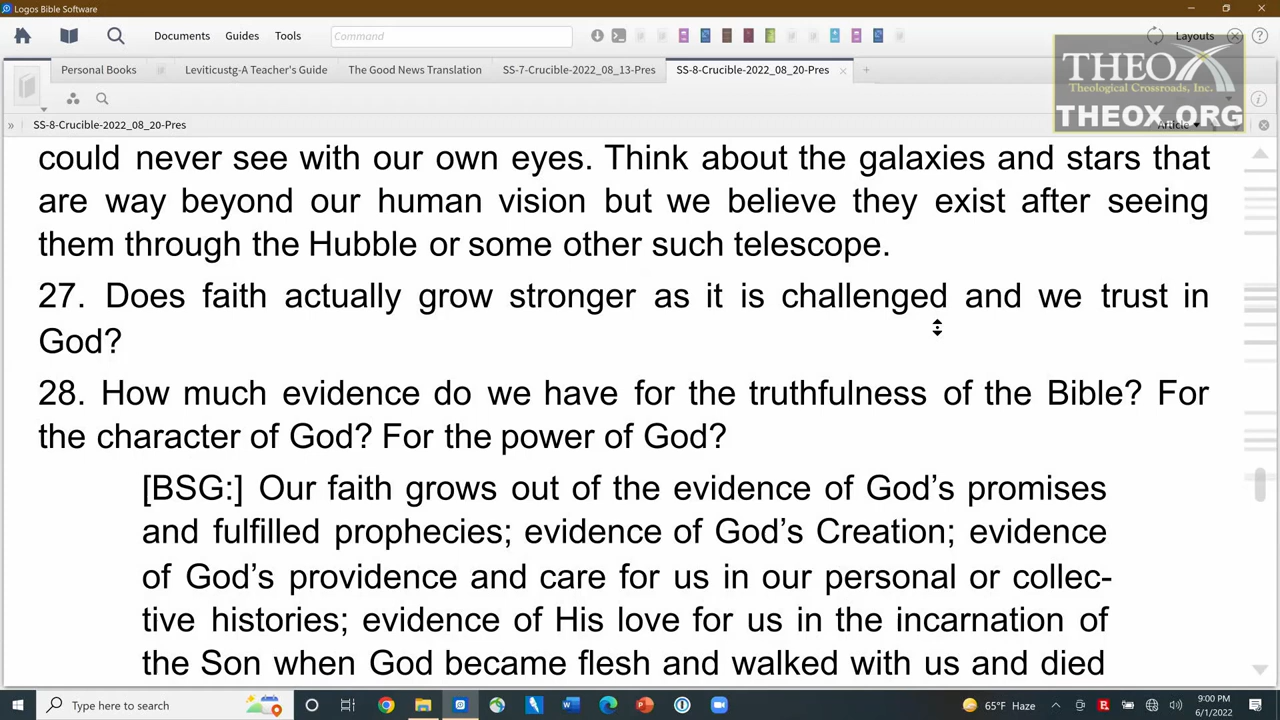 Logos Bible Software
Documents Guides Tools Command Layouts
Personal Books Leviticustg-A Teacher's Guide The Good News Translation SS-7-Crucible-2022_08_13-Pres SS-8-Crucible-2022_08_20-Pres
THEOX
Theological Crossroads, Inc.
THEOX.ORG
SS-8-Crucible-2022_08_20-Pres Article
could never see with our own eyes. Think about the galaxies and stars that
are way beyond our human vision but we believe they exist after seeing
them through the Hubble or some other such telescope.
27. Does faith actually grow stronger as it is challenged and we trust in
God?
28. How much evidence do we have for the truthfulness of the Bible? For
the character of God? For the power of God?
[BSG:] Our faith grows out of the evidence of God’s promises
and fulfilled prophecies; evidence of God’s Creation; evidence
of God’s providence and care for us in our personal or collec-
tive histories; evidence of His love for us in the incarnation of
the Son when God became flesh and walked with us and died
Type here to search 65°F Haze 9:00 PM
6/1/2022